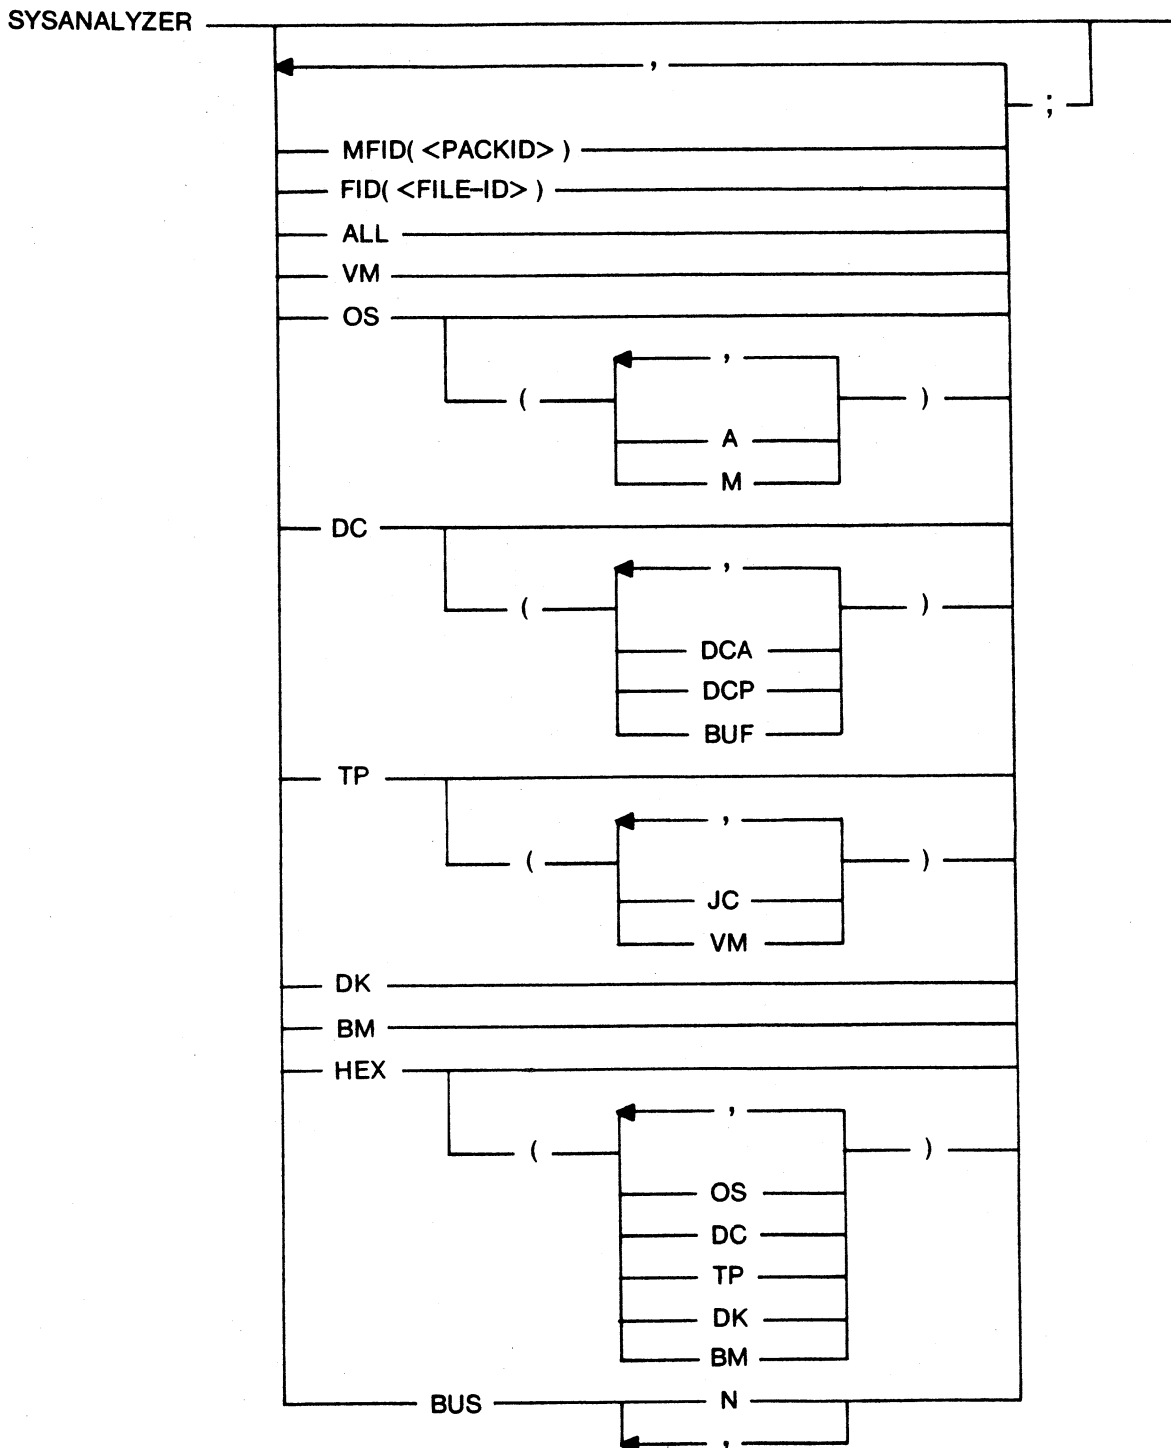 SYSANALYZER
,
;
MFID( <PACKID> )
FID( <FILE-ID> )
ALL
VM
OS
,
( )
A
M
DC
,
( )
DCA
DCP
BUF
TP
,
( )
JC
VM
DK
BM
HEX
,
( )
OS
DC
TP
DK
BM
BUS N
,